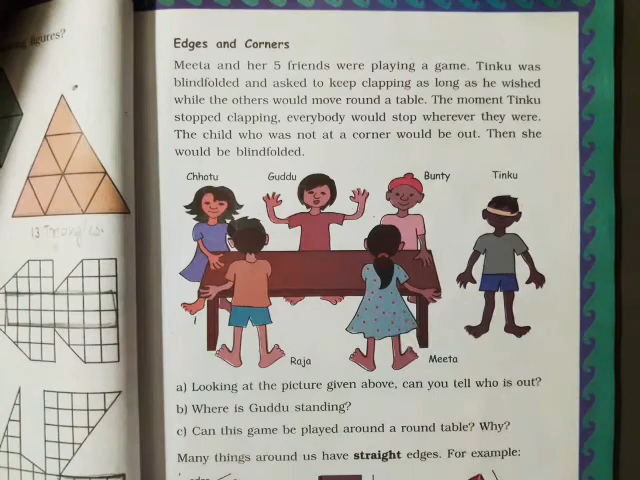 figures?
13 Triangles.
Edges and Corners
Meeta and her 5 friends were playing a game. Tinku was
blindfolded and asked to keep clapping as long as he wished
while the others would move round a table. The moment Tinku
stopped clapping, everybody would stop wherever they were.
The child who was not at a corner would be out. Then she
would be blindfolded.
Chhotu Guddu Bunty Tinku
Raja Meeta
a) Looking at the picture given above, can you tell who is out?
b) Where is Guddu standing?
c) Can this game be played around a round table? Why?
Many things around us have straight edges. For example: